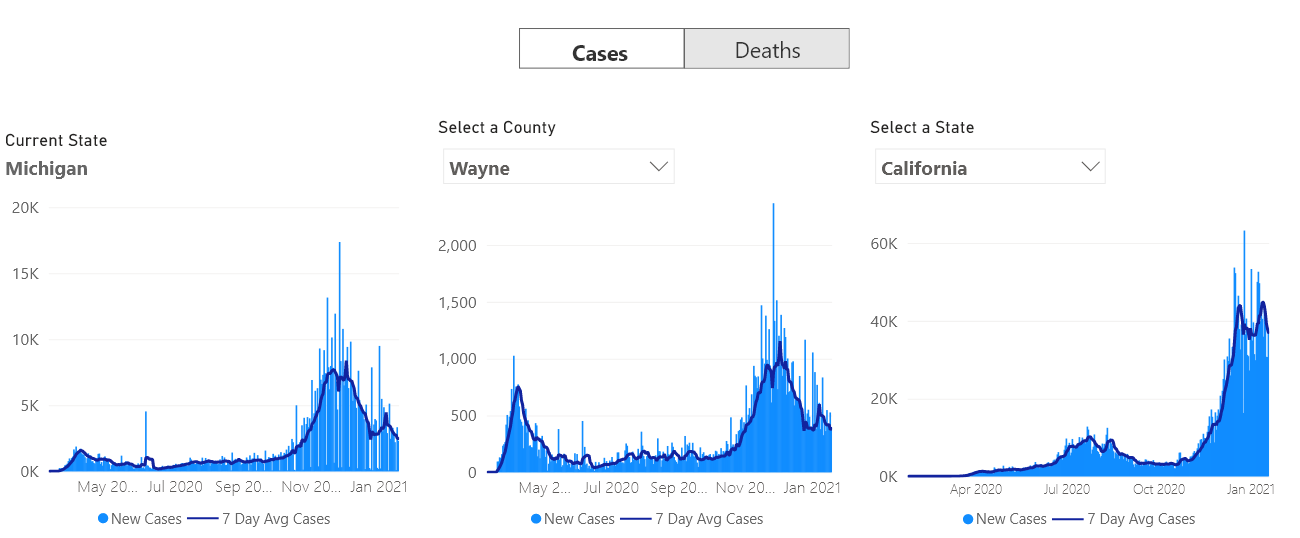 Cases Deaths
Current State
Michigan
Select a County
Wayne
Select a State
California
20K
15K
10K
5K
0K
May 20... Jul 2020 Sep 20... Nov 20... Jan 2021
New Cases 7 Day Avg Cases
2,000
1,500
1,000
500
0
May 2... Jul 2020 Sep 20... Nov 20... Jan 2021
New Cases 7 Day Avg Cases
60K
40K
20K
0K
Apr 2020 Jul 2020 Oct 2020 Jan 2021
New Cases 7 Day Avg Cases